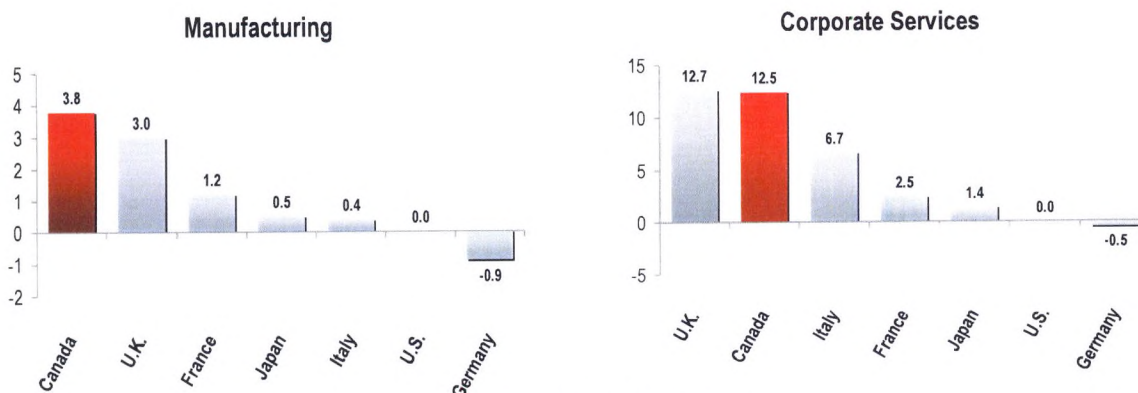 Manufacturing
5
4
3
2
1
0
-1
-2
3.8
3.0
1.2
0.5
0.4
0.0
-0.9
Canada
U.K.
France
Japan
Italy
U.S.
Germany
Corporate Services
15
10
5
0
-5
12.7
12.5
6.7
2.5
1.4
0.0
-0.5
U.K.
Canada
Italy
France
Japan
U.S.
Germany